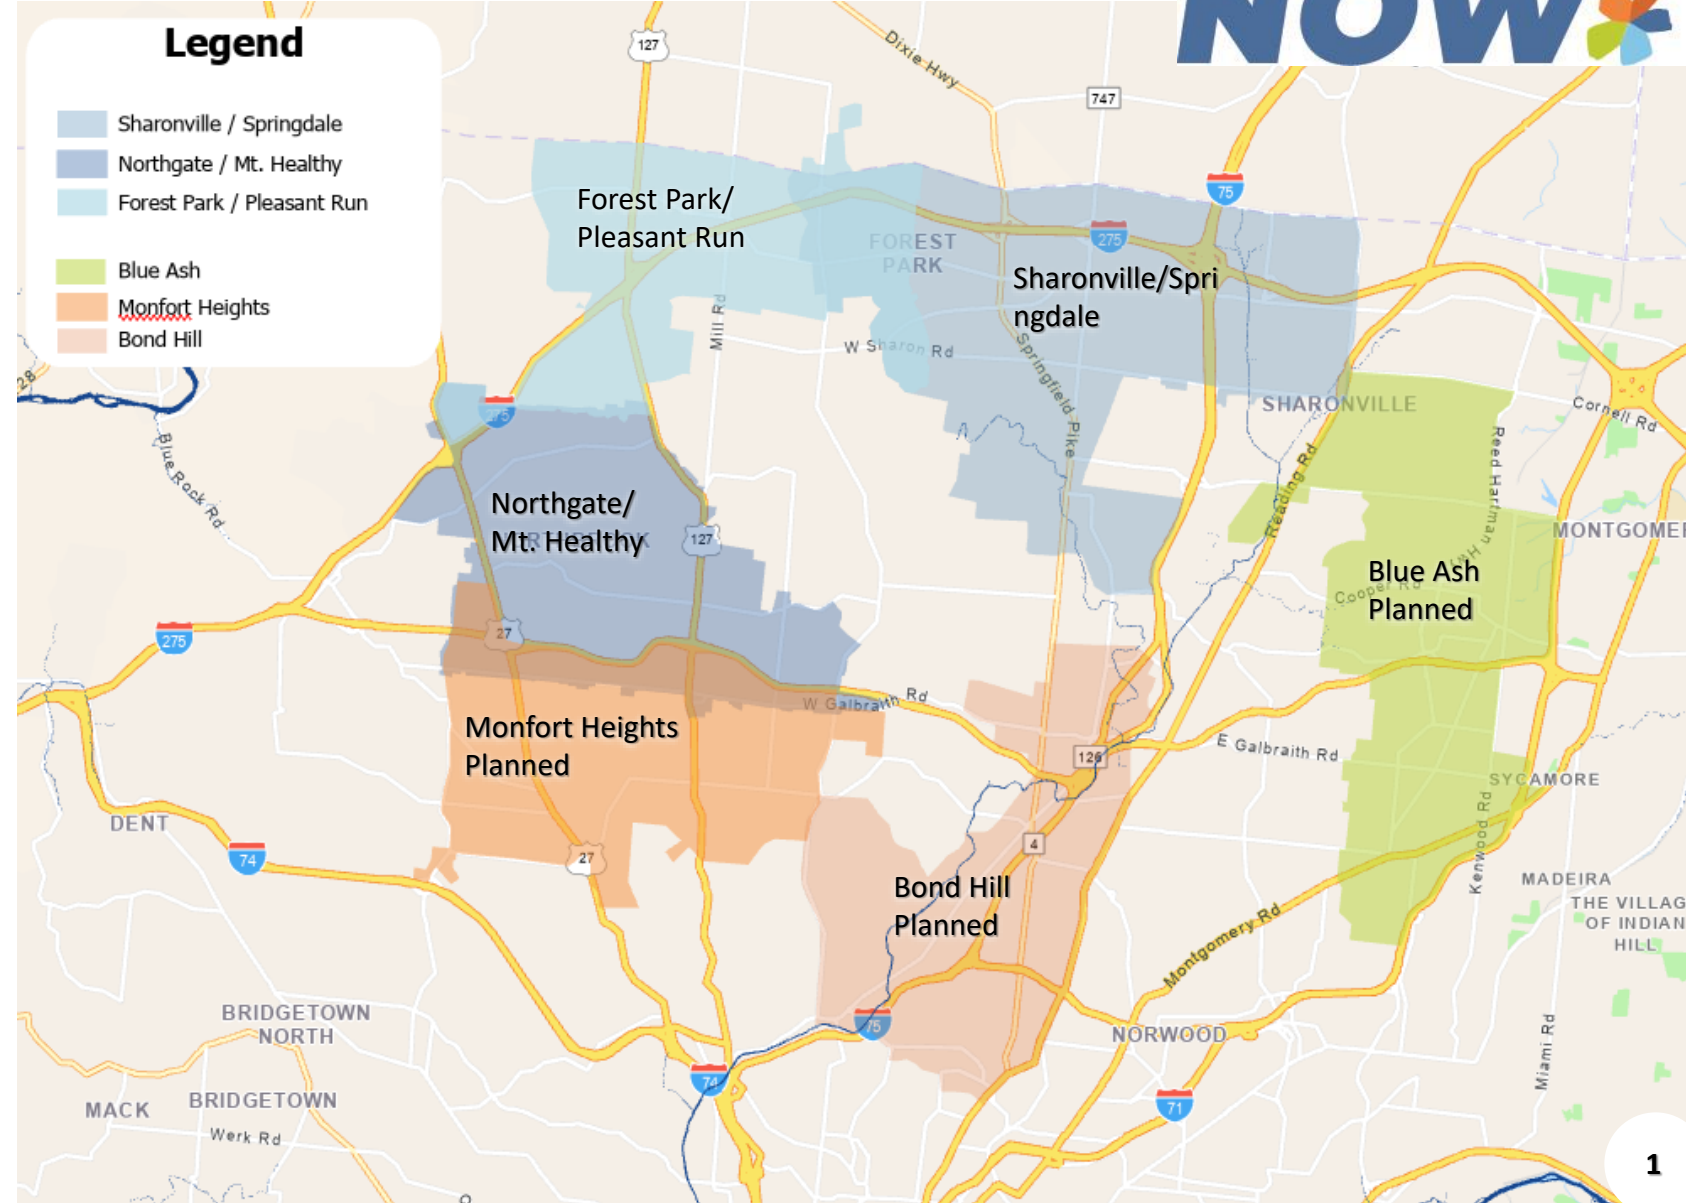 NOW
Legend
Sharonville / Springdale
Northgate / Mt. Healthy
Forest Park / Pleasant Run
Blue Ash
Monfort Heights
Bond Hill
127
Dixie Hwy
747
75
Forest Park/
Pleasant Run
FOREST
PARK
275
Sharonville/Spri
ngdale
Mill Rd
W Sharon Rd
Springfield Pike
28
275
SHARONVILLE
Cornell Rd
Reed Hartman Hwy
Blue Rock Rd
Reading Rd
Northgate/
Mt. Healthy
127
MONTGOMER
Blue Ash
Planned
Cooper Rd
275
27
W Galbraith Rd
Monfort Heights
Planned
126
E Galbraith Rd
SYCAMORE
Kenwood Rd
DENT
74
27
4
Bond Hill
Planned
MADEIRA
THE VILLAG
OF INDIAN
HILL
Montgomery Rd
BRIDGETOWN
NORTH
75
NORWOOD
Miami Rd
74
71
MACK
BRIDGETOWN
Werk Rd
1